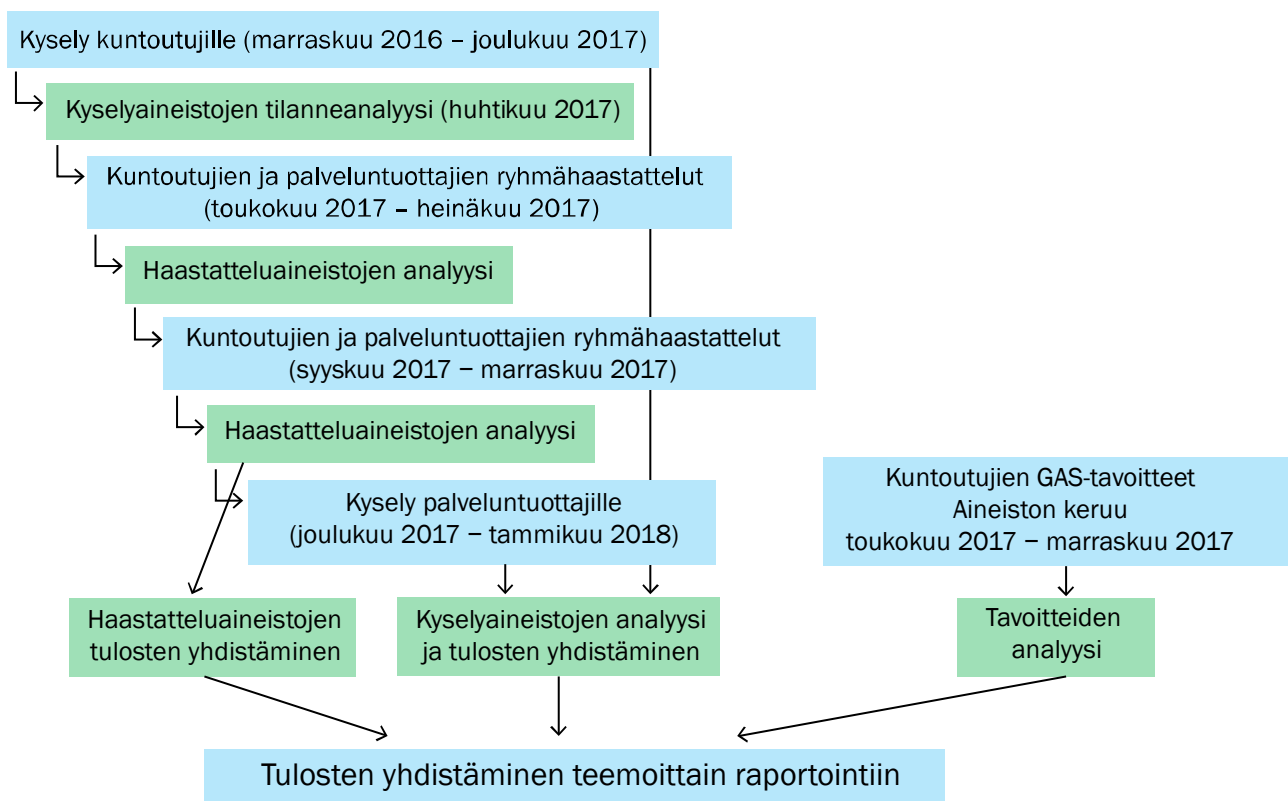 Kysely kuntoutujille (marraskuu 2016 – joulukuu 2017)
Kyselyaineistojen tilanneanalyysi (huhtikuu 2017)
Kuntoutujien ja palveluntuottajien ryhmähaastattelut
(toukokuu 2017 – heinäkuu 2017)
Haastatteluaineistojen analyysi
Kuntoutujien ja palveluntuottajien ryhmähaastattelut
(syyskuu 2017 – marraskuu 2017)
Haastatteluaineistojen analyysi
Kysely palveluntuottajille
(joulukuu 2017 – tammikuu 2018)
Kuntoutujien GAS-tavoitteet
Aineiston keruu
toukokuu 2017 – marraskuu 2017
Haastatteluaineistojen
tulosten yhdistäminen
Kyselyaineistojen analyysi
ja tulosten yhdistäminen
Tavoitteiden
analyysi
Tulosten yhdistäminen teemoittain raportointiin